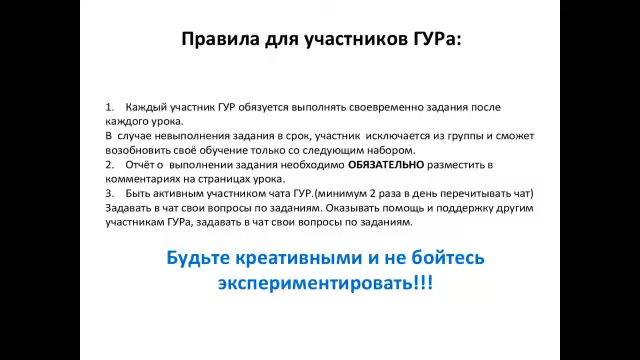 Правила для участников ГУРа:
1. Каждый участник ГУР обязуется выполнять своевременно задания после
каждого урока.
В случае невыполнения задания в срок, участник исключается из группы и сможет
возобновить своё обучение только со следующим набором.
2. Отчёт о выполнении задания необходимо ОБЯЗАТЕЛЬНО разместить в
комментариях на страницах урока.
3. Быть активным участником чата ГУР.(минимум 2 раза в день перечитывать чат)
Задавать в чат свои вопросы по заданиям. Оказывать помощь и поддержку другим
участникам ГУРа, задавать в чат свои вопросы по заданиям.
Будьте креативными и не бойтесь
экспериментировать!!!